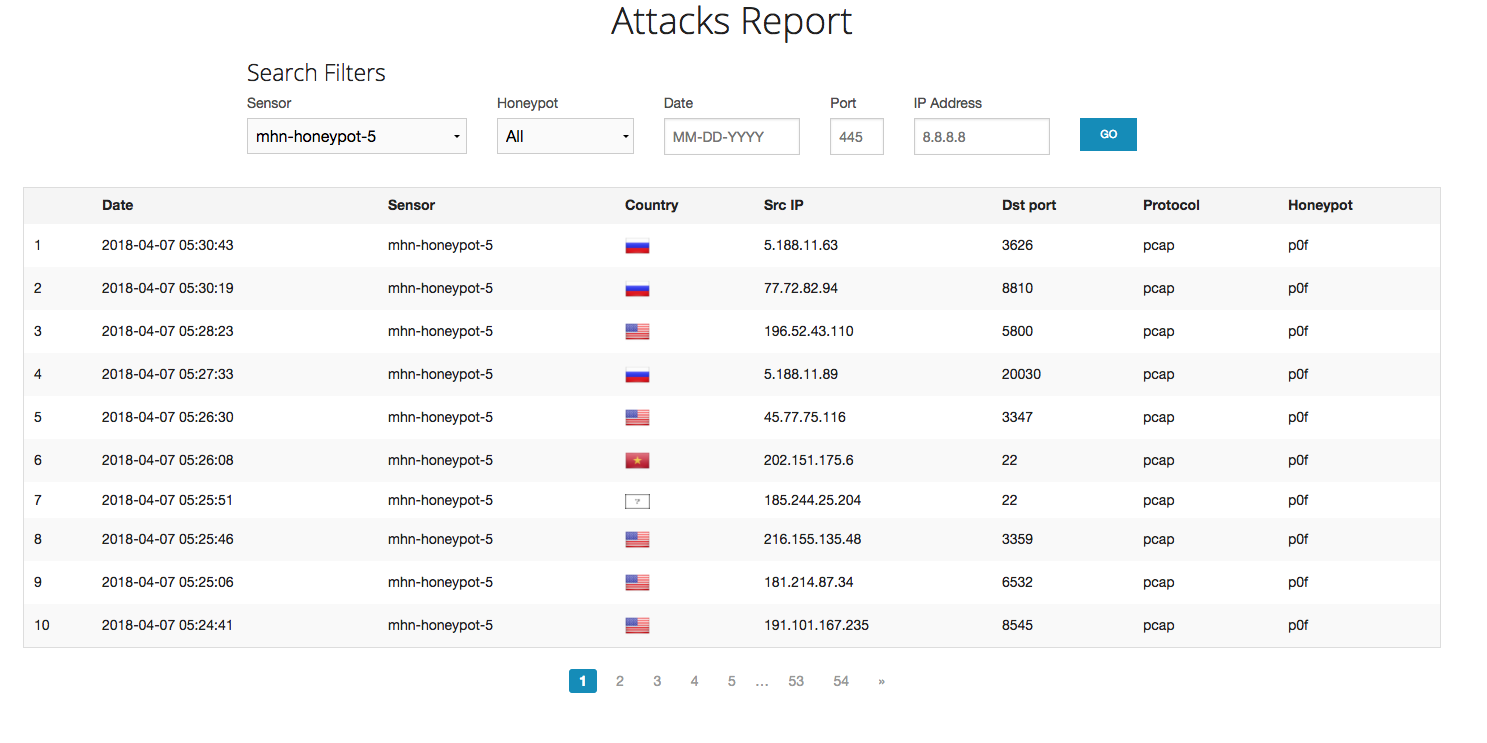 Attacks Report
Search Filters
Sensor Honeypot Date Port IP Address
mhn-honeypot-5 All MM-DD-YYYY 445 8.8.8.8 GO
Date Sensor Country Src IP Dst port Protocol Honeypot
1 2018-04-07 05:30:43 mhn-honeypot-5 5.188.11.63 3626 pcap p0f
2 2018-04-07 05:30:19 mhn-honeypot-5 77.72.82.94 8810 pcap p0f
3 2018-04-07 05:28:23 mhn-honeypot-5 196.52.43.110 5800 pcap p0f
4 2018-04-07 05:27:33 mhn-honeypot-5 5.188.11.89 20030 pcap p0f
5 2018-04-07 05:26:30 mhn-honeypot-5 45.77.75.116 3347 pcap p0f
6 2018-04-07 05:26:08 mhn-honeypot-5 202.151.175.6 22 pcap p0f
7 2018-04-07 05:25:51 mhn-honeypot-5 ? 185.244.25.204 22 pcap p0f
8 2018-04-07 05:25:46 mhn-honeypot-5 216.155.135.48 3359 pcap p0f
9 2018-04-07 05:25:06 mhn-honeypot-5 181.214.87.34 6532 pcap p0f
10 2018-04-07 05:24:41 mhn-honeypot-5 191.101.167.235 8545 pcap p0f
1 2 3 4 5 … 53 54 »